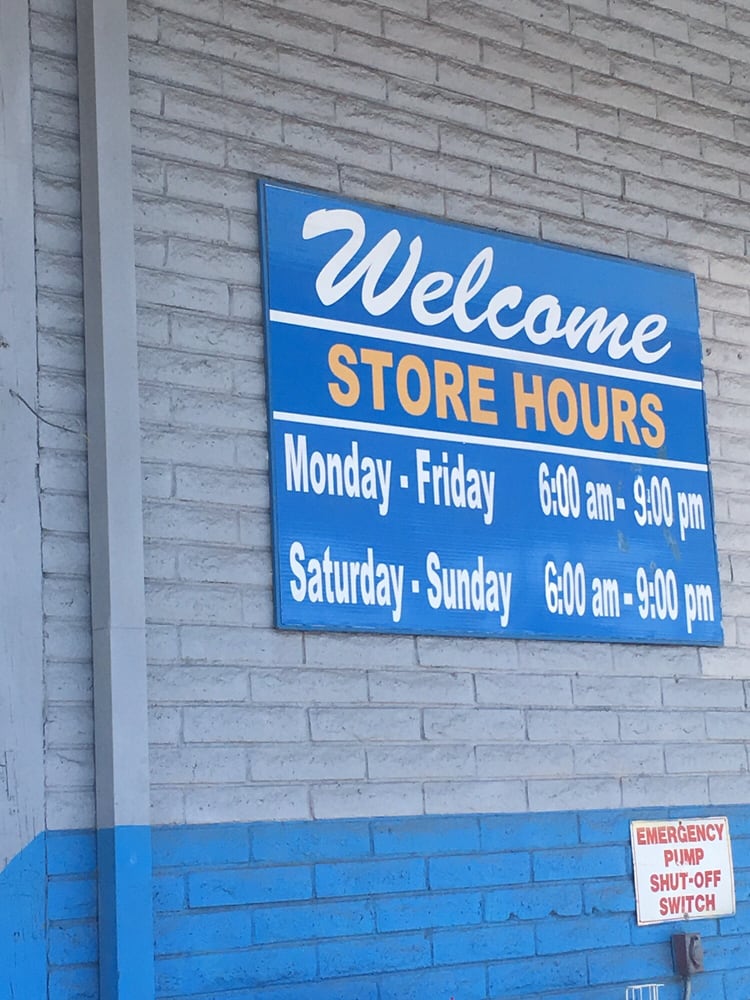 Welcome
STORE HOURS
Monday - Friday 6:00 am - 9:00 pm
Saturday - Sunday 6:00 am - 9:00 pm
EMERGENCY
PUMP
SHUT-OFF
SWITCH